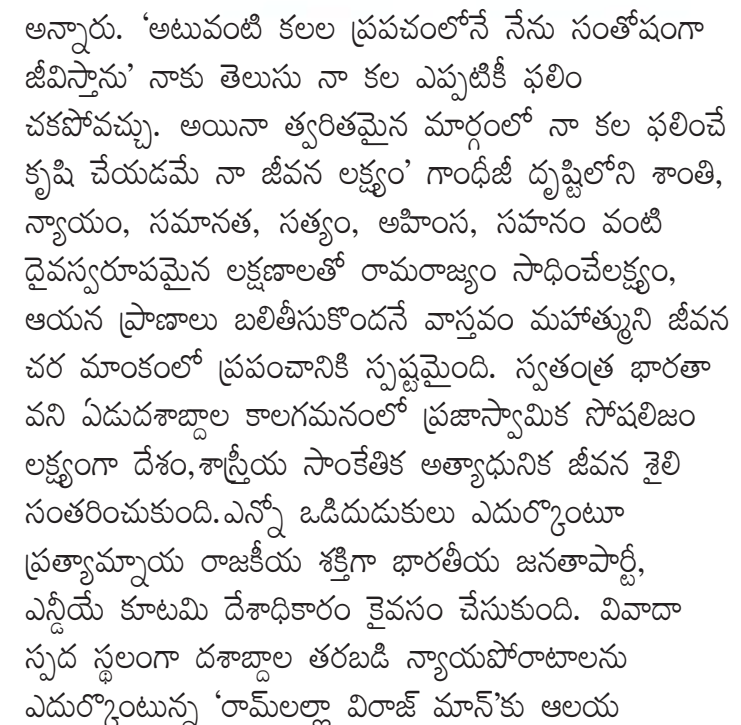 అన్నారు. ‘అటువంటి కలల ప్రపచంలోనే నేను సంతోషంగా
జీవిస్తాను’ నాకు తెలుసు నా కల ఎప్పటికీ ఫలిం
చకపోవచ్చు. అయినా త్వరితమైన మార్గంలో నా కల ఫలించే
కృషి చేయడమే నా జీవన లక్ష్యం’ గాంధీజీ దృష్టిలోని శాంతి,
న్యాయం, సమానత, సత్యం, అహింస, సహనం వంటి
దైవస్వరూపమైన లక్షణాలతో రామరాజ్యం సాధించేలక్ష్యం,
ఆయన ప్రాణాలు బలితీసుకొందనే వాస్తవం మహాత్ముని జీవన
చర మాంకంలో ప్రపంచానికి స్పష్టమైంది. స్వతంత్ర భారతా
వని ఏడుదశాబ్దాల కాలగమనంలో ప్రజాస్వామిక సోషలిజం
లక్ష్యంగా దేశం,శాస్త్రీయ సాంకేతిక అత్యాధునిక జీవన శైలి
సంతరించుకుంది.ఎన్నో ఒడిదుడుకులు ఎదుర్కొంటూ
ప్రత్యామ్నాయ రాజకీయ శక్తిగా భారతీయ జనతాపార్టీ,
ఎన్డీయే కూటమి దేశాధికారం కైవసం చేసుకుంది. వివాదా
స్పద స్థలంగా దశాబ్దాల తరబడి న్యాయపోరాటాలను
ఎదుర్కొంటున్న ‘రామ్‌లల్లా విరాజ్ మాన్’కు ఆలయ